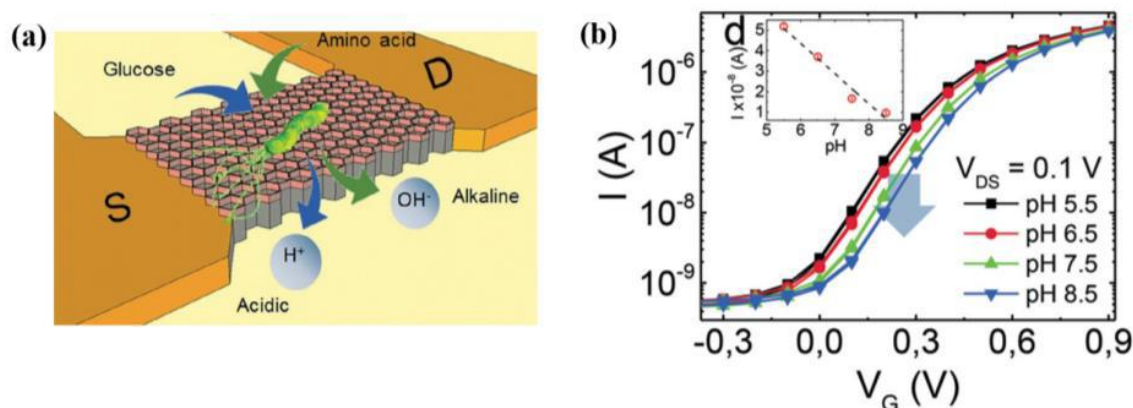 (a)
Amino acid
Glucose
D
S
OH-
Alkaline
H+
Acidic
(b)
d
I x10-8 (A)
5
4
3
2
1
5 6 7 8 9
pH
I (A)
10-6
10-7
10-8
10-9
VDS = 0.1 V
pH 5.5
pH 6.5
pH 7.5
pH 8.5
-0,3 0,0 0,3 0,6 0,9
VG (V)